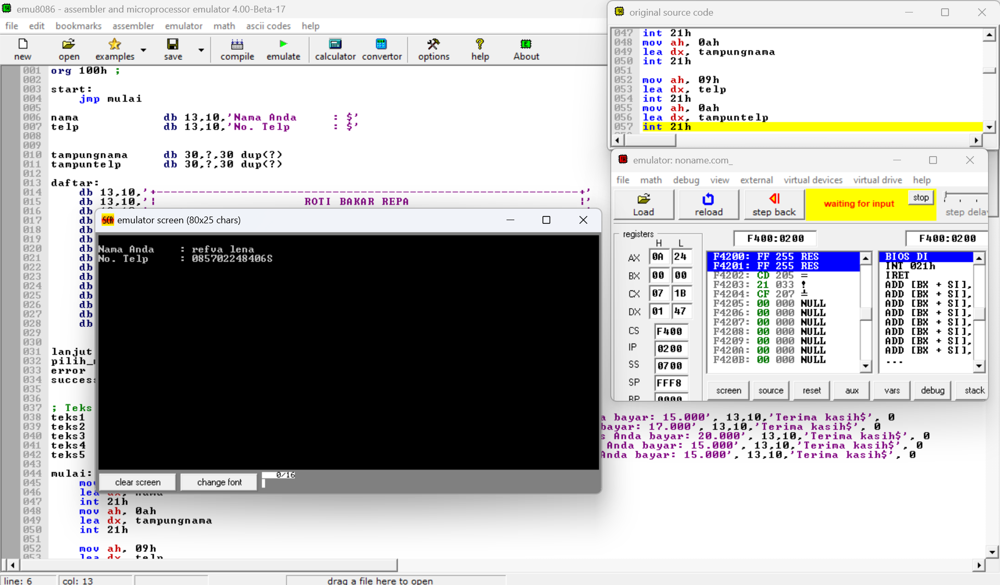 emu8086 - assembler and microprocessor emulator 4.00-Beta-17
file edit bookmarks assembler emulator math ascii codes help
new open examples save compile emulate calculator convertor options help About
001 org 100h ;
002
003 start:
004 jmp mulai
005
006 nama db 13,10,'Nama Anda : $'
007 telp db 13,10,'No. Telp : $'
008
009
010 tampungnama db 30,?,30 dup(?)
011 tampuntelp db 30,?,30 dup(?)
012
013 daftar:
014 db 13,10,'+-------------------------------------------------------------+'
015 db 13,10,'| ROTI BAKAR REPA |'
016 db
017 db
018 db
019 db
020 db
021 db
022 db
023 db
024 db
025 db
026 db
027 db
028 db
029
030
031 lanjut
032 pilih_
033 error
034 success
035
036
037 ; Teks
038 teks1 a bayar: 15.000', 13,10,'Terima kasih$', 0
039 teks2 bayar: 17.000', 13,10,'Terima kasih$', 0
040 teks3 s Anda bayar: 20.000', 13,10,'Terima kasih$', 0
041 teks4 Anda bayar: 15.000', 13,10,'Terima kasih$', 0
042 teks5 Anda bayar: 15.000', 13,10,'Terima kasih$', 0
043
044 mulai:
045 mov
046 lea dx, nama
047 int 21h
048 mov ah, 0ah
049 lea dx, tampungnama
050 int 21h
051
052 mov ah, 09h
053 lea dx, telp
line: 6 col: 13 drag a file here to open
emulator screen (80x25 chars)
Nama Anda : refva lena
No. Telp : 085702248406S
clear screen change font 0/16
original source code
047 int 21h
048 mov ah, 0ah
049 lea dx, tampungnama
050 int 21h
051
052 mov ah, 09h
053 lea dx, telp
054 int 21h
055 mov ah, 0ah
056 lea dx, tampuntelp
057 int 21h
emulator: noname.com_
file math debug view external virtual devices virtual drive help
Load reload step back waiting for input stop step delay
registers F400:0200 F400:0200
H L
AX 0A 24
BX 00 00
CX 07 1B
DX 01 47
CS F400
IP 0200
SS 0700
SP FFF8
BP 0000
F4200: FF 255 RES
F4201: FF 255 RES
F4202: CD 205 =
F4203: 21 033 !
F4204: CF 207 ╧
F4205: 00 000 NULL
F4206: 00 000 NULL
F4207: 00 000 NULL
F4208: 00 000 NULL
F4209: 00 000 NULL
F420A: 00 000 NULL
F420B: 00 000 NULL
BIOS DI
INT 021h
IRET
ADD [BX + SI],
ADD [BX + SI],
ADD [BX + SI],
ADD [BX + SI],
ADD [BX + SI],
ADD [BX + SI],
ADD [BX + SI],
ADD [BX + SI],
...
screen source reset aux vars debug stack